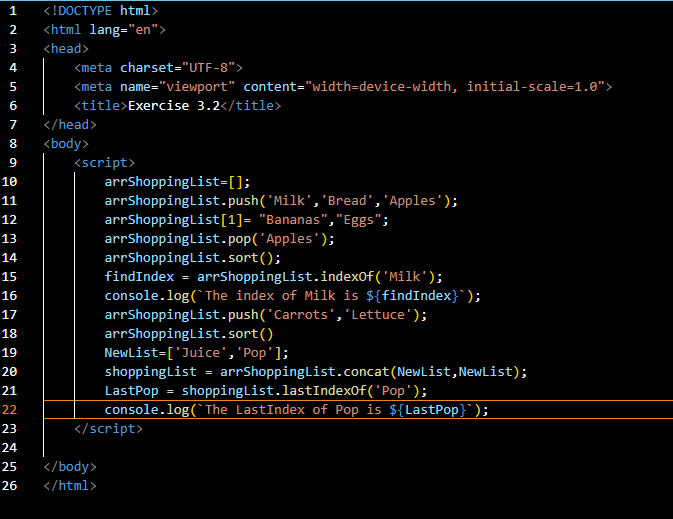 1 <!DOCTYPE html>
2 <html lang="en">
3 <head>
4     <meta charset="UTF-8">
5     <meta name="viewport" content="width=device-width, initial-scale=1.0">
6     <title>Exercise 3.2</title>
7 </head>
8 <body>
9     <script>
10         arrShoppingList=[];
11         arrShoppingList.push('Milk','Bread','Apples');
12         arrShoppingList[1]= "Bananas","Eggs";
13         arrShoppingList.pop('Apples');
14         arrShoppingList.sort();
15         findIndex = arrShoppingList.indexOf('Milk');
16         console.log(`The index of Milk is ${findIndex}`);
17         arrShoppingList.push('Carrots','Lettuce');
18         arrShoppingList.sort()
19         NewList=['Juice','Pop'];
20         shoppingList = arrShoppingList.concat(NewList,NewList);
21         LastPop = shoppingList.lastIndexOf('Pop');
22         console.log(`The LastIndex of Pop is ${LastPop}`);
23     </script>
24
25 </body>
26 </html>